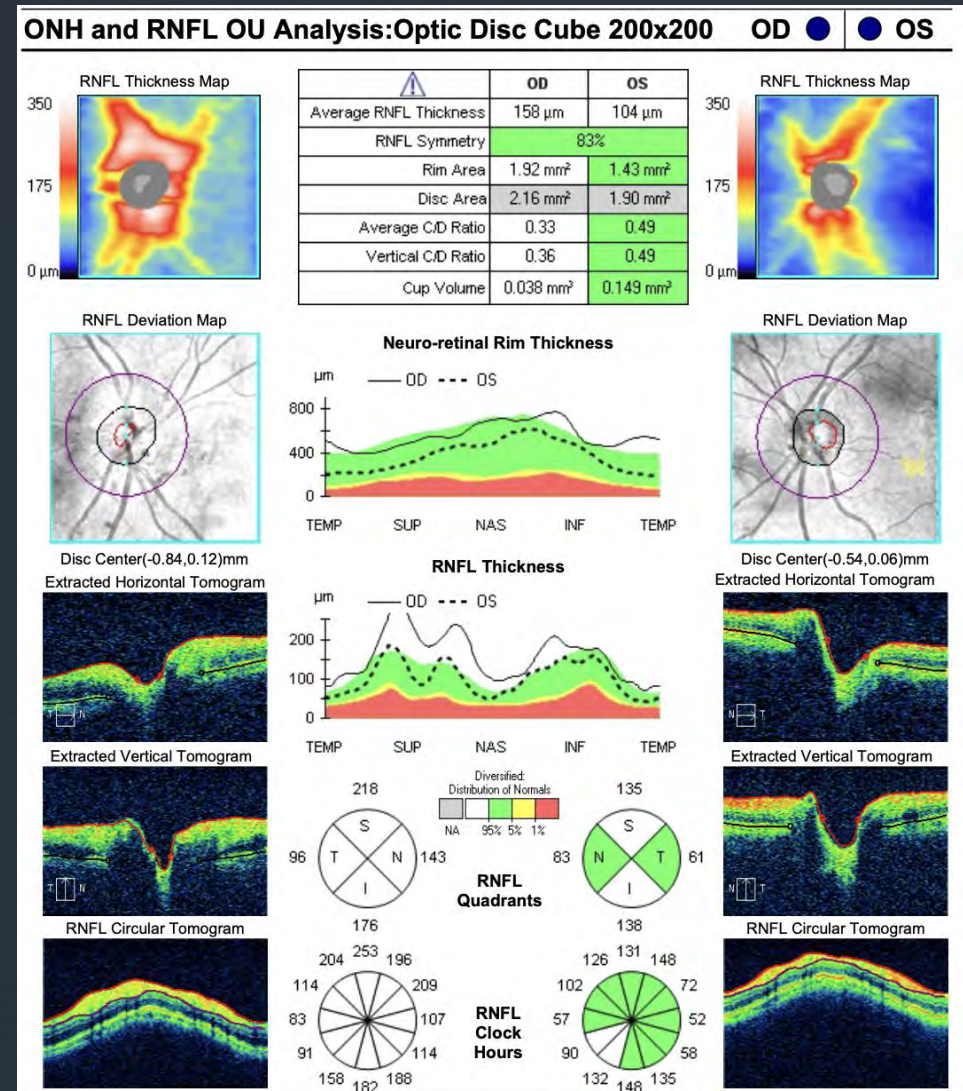 ONH and RNFL OU Analysis:Optic Disc Cube 200x200 OD OS
RNFL Thickness Map
350
175
0 µm
OD OS
Average RNFL Thickness 158 µm 104 µm
RNFL Symmetry 83%
Rim Area 1.92 mm² 1.43 mm²
Disc Area 2.16 mm² 1.90 mm²
Average C/D Ratio 0.33 0.49
Vertical C/D Ratio 0.36 0.49
Cup Volume 0.038 mm³ 0.149 mm³
RNFL Thickness Map
350
175
0 µm
RNFL Deviation Map
Disc Center(-0.84,0.12)mm
Neuro-retinal Rim Thickness
µm OD OS
800
400
0
TEMP SUP NAS INF TEMP
RNFL Deviation Map
Disc Center(-0.54,0.06)mm
Extracted Horizontal Tomogram
T N
RNFL Thickness
µm OD OS
200
100
0
TEMP SUP NAS INF TEMP
Extracted Horizontal Tomogram
N T
Extracted Vertical Tomogram
T N
Diversified:
Distribution of Normals
NA 95% 5% 1%
218
S
96 T N 143
I
176
RNFL
Quadrants
135
S
83 N T 61
I
138
Extracted Vertical Tomogram
N T
RNFL Circular Tomogram
253
204 196
114 209
83 107
91 114
158 188
182
RNFL
Clock
Hours
131
126 148
102 72
57 52
90 58
132 135
148
RNFL Circular Tomogram